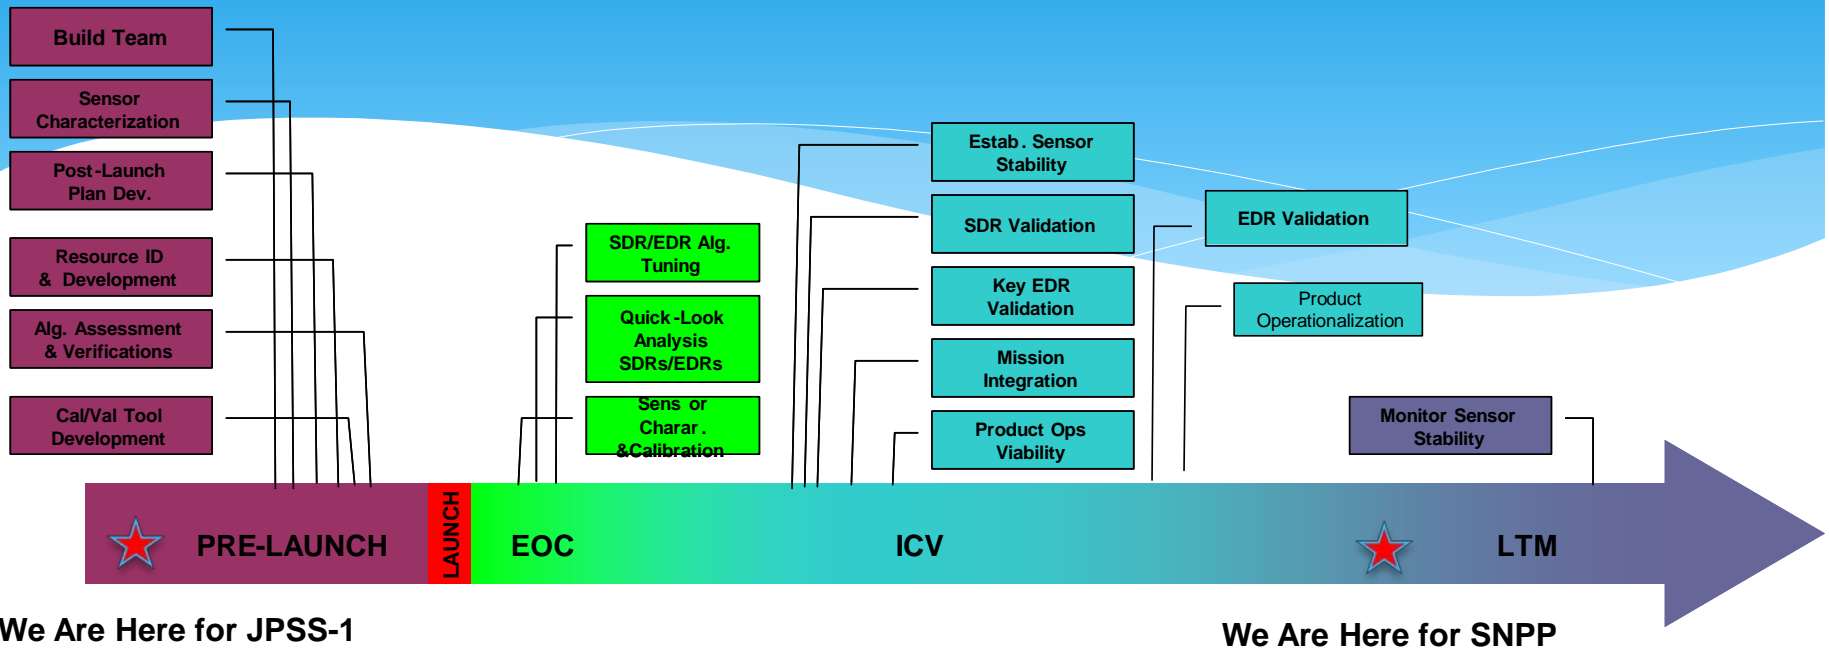 Build Team
Sensor
Characterization
Post-Launch
Plan Dev.
Resource ID
& Development
Alg. Assessment
& Verifications
Cal/Val Tool
Development
SDR/EDR Alg.
Tuning
Quick-Look
Analysis
SDRs/EDRs
Sens or
Charar.
&Calibration
Estab. Sensor
Stability
SDR Validation
Key EDR
Validation
Mission
Integration
Product Ops
Viability
EDR Validation
Product
Operationalization
Monitor Sensor
Stability
PRE-LAUNCH
LAUNCH
EOC
ICV
LTM
We Are Here for JPSS-1
We Are Here for SNPP